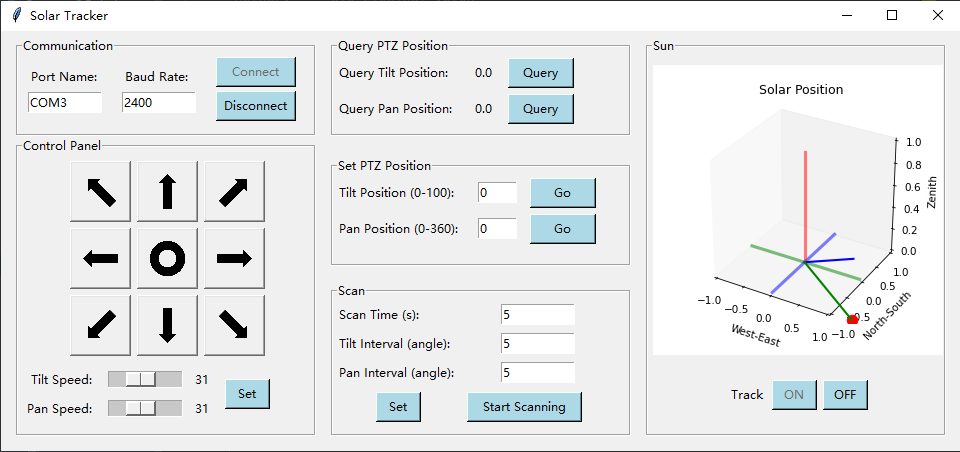 Solar Tracker
Communication
Port Name: Baud Rate: Connect
COM3 2400 Disconnect
Control Panel
Tilt Speed: 31
Pan Speed: 31
Set
Query PTZ Position
Query Tilt Position: 0.0 Query
Query Pan Position: 0.0 Query
Set PTZ Position
Tilt Position (0-100): 0 Go
Pan Position (0-360): 0 Go
Scan
Scan Time (s): 5
Tilt Interval (angle): 5
Pan Interval (angle): 5
Set Start Scanning
Sun
Solar Position
1.0
0.8
0.6
0.4
0.2
0.0
Zenith
−1.0
−0.5
0.0
0.5
1.0
West-East
−1.0
0.5
0.0
0.5
1.0
North-South
Track ON OFF